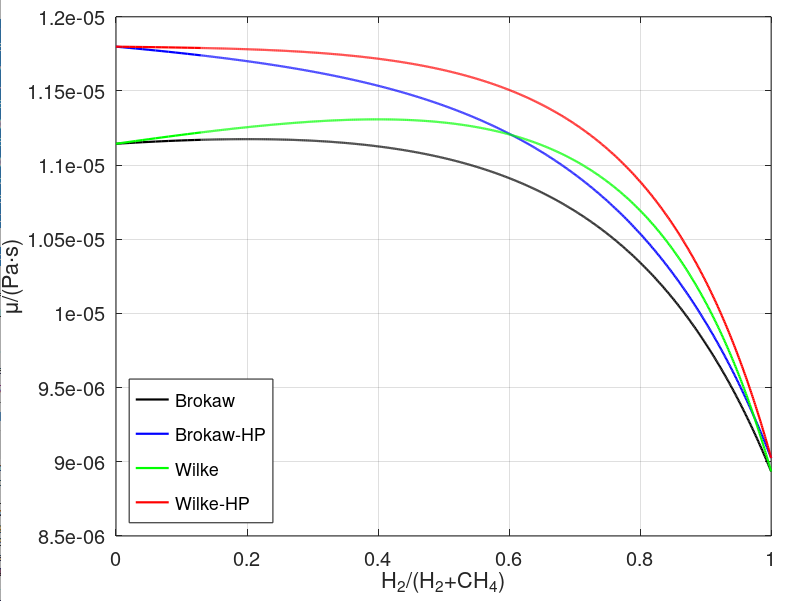 1.2e-05
1.15e-05
1.1e-05
1.05e-05
1e-05
9.5e-06
9e-06
8.5e-06
μ/(Pa·s)
Brokaw
Brokaw-HP
Wilke
Wilke-HP
0 0.2 0.4 0.6 0.8 1
H₂/(H₂+CH₄)